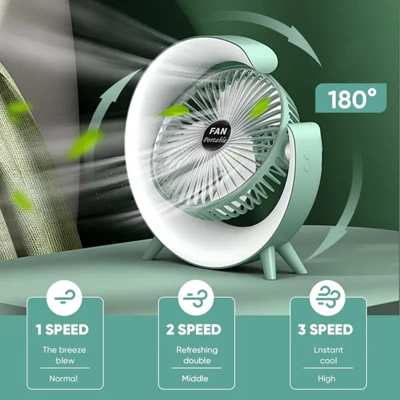 180°
FAN
Portable
1 SPEED
The breeze
blew
Normal
2 SPEED
Refreshing
double
Middle
3 SPEED
Lnstant
cool
High